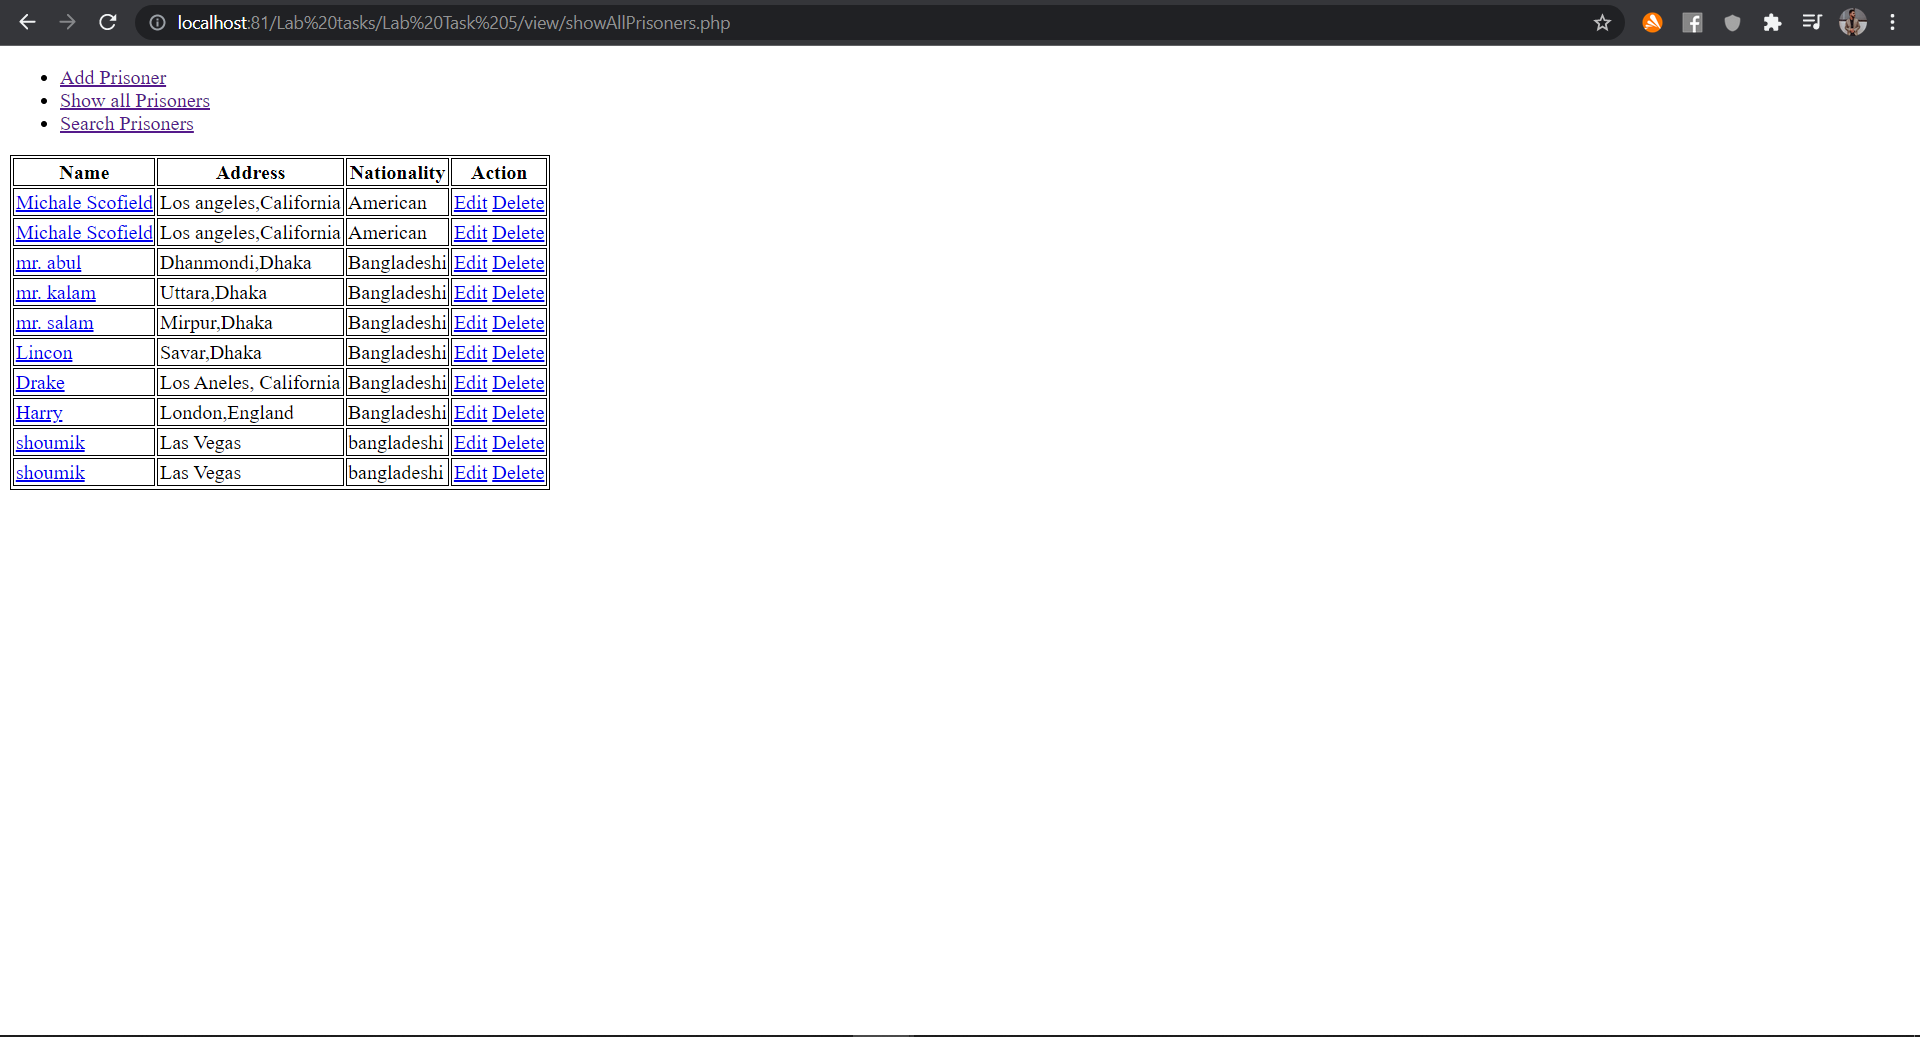 localhost:81/Lab%20tasks/Lab%20Task%205/view/showAllPrisoners.php
Add Prisoner
Show all Prisoners
Search Prisoners
Name Address Nationality Action
Michale Scofield Los angeles,California American Edit Delete
Michale Scofield Los angeles,California American Edit Delete
mr. abul Dhanmondi,Dhaka Bangladeshi Edit Delete
mr. kalam Uttara,Dhaka Bangladeshi Edit Delete
mr. salam Mirpur,Dhaka Bangladeshi Edit Delete
Lincon Savar,Dhaka Bangladeshi Edit Delete
Drake Los Aneles, California Bangladeshi Edit Delete
Harry London,England Bangladeshi Edit Delete
shoumik Las Vegas bangladeshi Edit Delete
shoumik Las Vegas bangladeshi Edit Delete